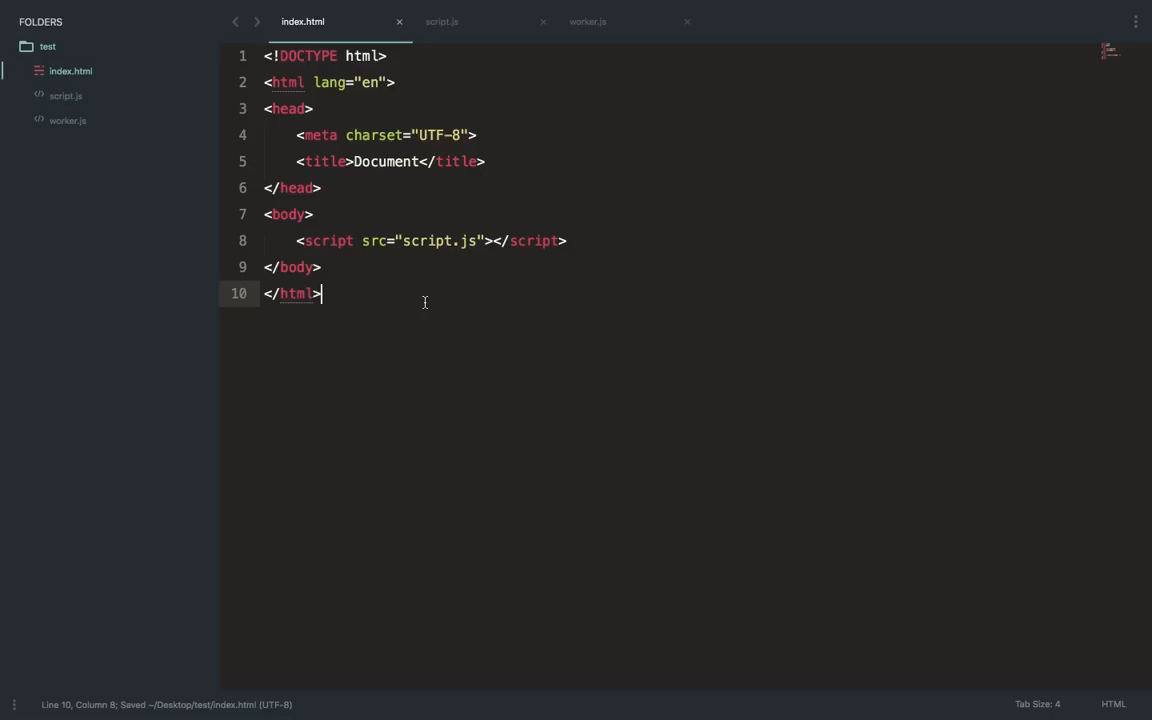 FOLDERS
test
index.html
script.js
worker.js
index.html
script.js
worker.js
1 <!DOCTYPE html>
2 <html lang="en">
3 <head>
4     <meta charset="UTF-8">
5     <title>Document</title>
6 </head>
7 <body>
8     <script src="script.js"></script>
9 </body>
10 </html>
Line 10, Column 8; Saved ~/Desktop/test/index.html (UTF-8)
Tab Size: 4
HTML